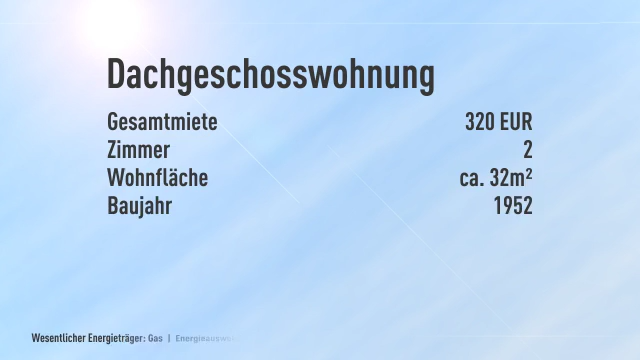 Dachgeschosswohnung
Gesamtmiete 320 EUR
Zimmer 2
Wohnfläche ca. 32m²
Baujahr 1952
Wesentlicher Energieträger: Gas |